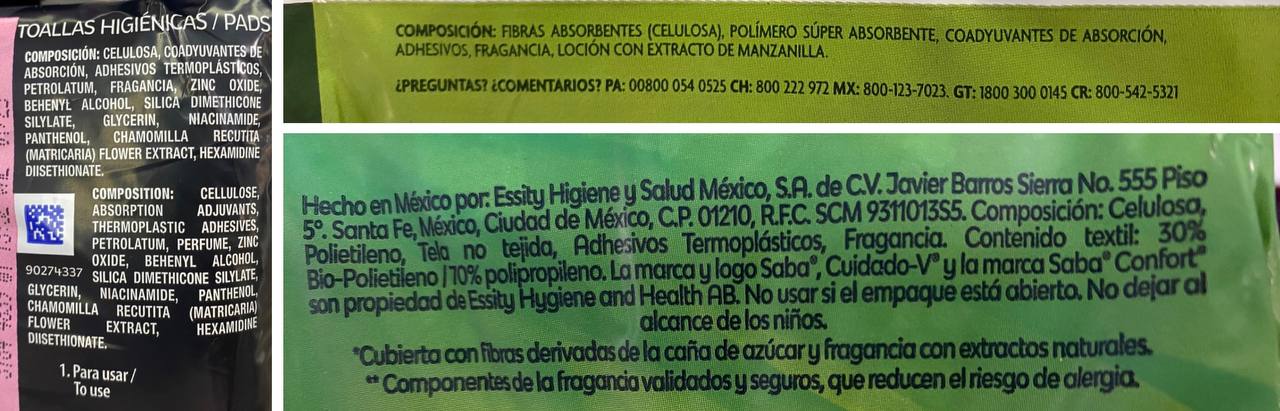 TOALLAS HIGIÉNICAS / PADS
COMPOSICIÓN: CELULOSA, COADYUVANTES DE
ABSORCIÓN, ADHESIVOS TERMOPLÁSTICOS,
PETROLATUM, FRAGANCIA, ZINC OXIDE,
BEHENYL ALCOHOL, SILICA DIMETHICONE
SILYLATE, GLYCERIN, NIACINAMIDE,
PANTHENOL, CHAMOMILLA RECUTITA
(MATRICARIA) FLOWER EXTRACT, HEXAMIDINE
DIISETHIONATE.
COMPOSITION: CELLULOSE,
ABSORPTION ADJUVANTS,
THERMOPLASTIC ADHESIVES,
PETROLATUM, PERFUME, ZINC
OXIDE, BEHENYL ALCOHOL,
90274337
SILICA DIMETHICONE SILYLATE,
GLYCERIN, NIACINAMIDE, PANTHENOL,
CHAMOMILLA RECUTITA (MATRICARIA)
FLOWER EXTRACT, HEXAMIDINE
DIISETHIONATE.
1. Para usar /
To use
COMPOSICIÓN: FIBRAS ABSORBENTES (CELULOSA), POLÍMERO SÚPER ABSORBENTE, COADYUVANTES DE ABSORCIÓN,
ADHESIVOS, FRAGANCIA, LOCIÓN CON EXTRACTO DE MANZANILLA.
¿PREGUNTAS? ¿COMENTARIOS? PA: 00800 054 0525 CH: 800 222 972 MX: 800-123-7023. GT: 1800 300 0145 CR: 800-542-5321
Hecho en México por: Essity Higiene y Salud México, S.A. de C.V. Javier Barros Sierra No. 555 Piso
5°. Santa Fe, México, Ciudad de México, C.P. 01210, R.F.C. SCM 9311013S5. Composición: Celulosa,
Polietileno, Tela no tejida, Adhesivos Termoplásticos, Fragancia. Contenido textil: 30%
Bio-Polietileno / 70% polipropileno. La marca y logo Saba®, Cuidado-V® y la marca Saba® Confort®
son propiedad de Essity Hygiene and Health AB. No usar si el empaque está abierto. No dejar al
alcance de los niños.
*Cubierta con fibras derivadas de la caña de azúcar y fragancia con extractos naturales.
** Componentes de la fragancia validados y seguros, que reducen el riesgo de alergia.